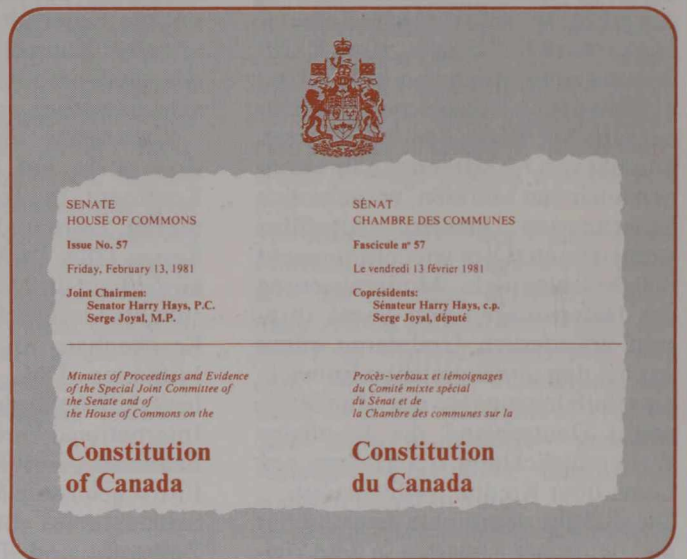 SENATE
HOUSE OF COMMONS
Issue No. 57
Friday, February 13, 1981
Joint Chairmen:
Senator Harry Hays, P.C.
Serge Joyal, M.P.
Minutes of Proceedings and Evidence
of the Special Joint Committee of
the Senate and of
the House of Commons on the
Constitution
of Canada
SÉNAT
CHAMBRE DES COMMUNES
Fascicule nº 57
Le vendredi 13 février 1981
Coprésidents:
Sénateur Harry Hays, c.p.
Serge Joyal, député
Procès-verbaux et témoignages
du Comité mixte spécial
du Sénat et de
la Chambre des communes sur la
Constitution
du Canada